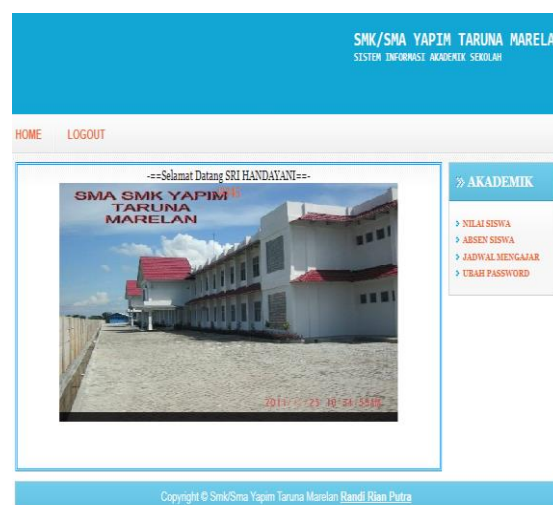 SMK/SMA YAPIM TARUNA MARELA
SISTEM INFORMASI AKADEMIK SEKOLAH
HOME LOGOUT
-==Selamat Datang SRI HANDAYANI==-
SMA SMK YAPIM
TARUNA
MARELAN
» AKADEMIK
NILAI SISWA
ABSEN SISWA
JADWAL MENGAJAR
UBAH PASSWORD
Copyright © Smk/Sma Yapim Taruna Marelan Randi Rian Putra